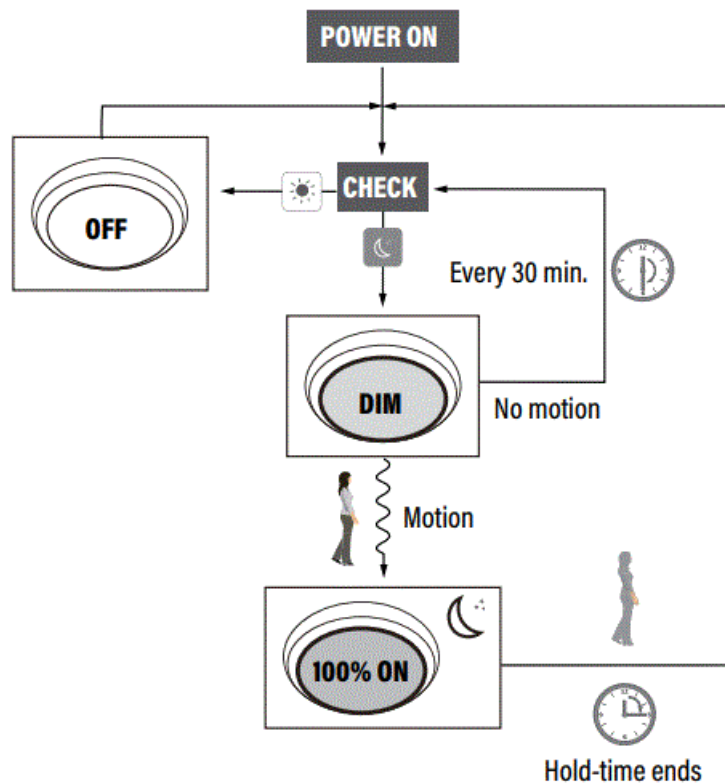 POWER ON
CHECK
OFF
Every 30 min.
DIM
No motion
Motion
100% ON
Hold-time ends